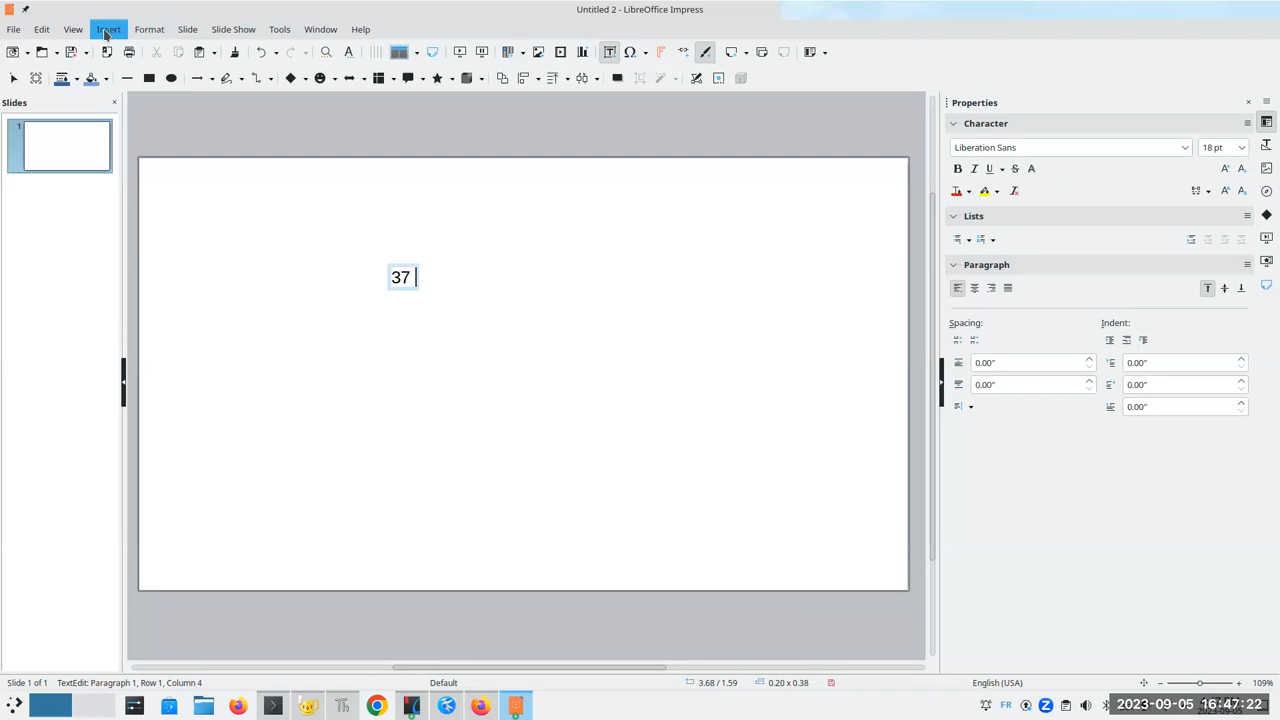 Untitled 2 - LibreOffice Impress
File Edit View Insert Format Slide Slide Show Tools Window Help
Slides
Properties
Character
1
Liberation Sans
18 pt
Lists
37
Paragraph
Spacing:
Indent:
0.00"
0.00"
0.00"
0.00"
0.00"
Slide 1 of 1
TextEdit: Paragraph 1, Row 1, Column 4
Default
3.68 / 1.59
0.20 x 0.38
English (USA)
109%
Th
FR
2023-09-05 16:47:22